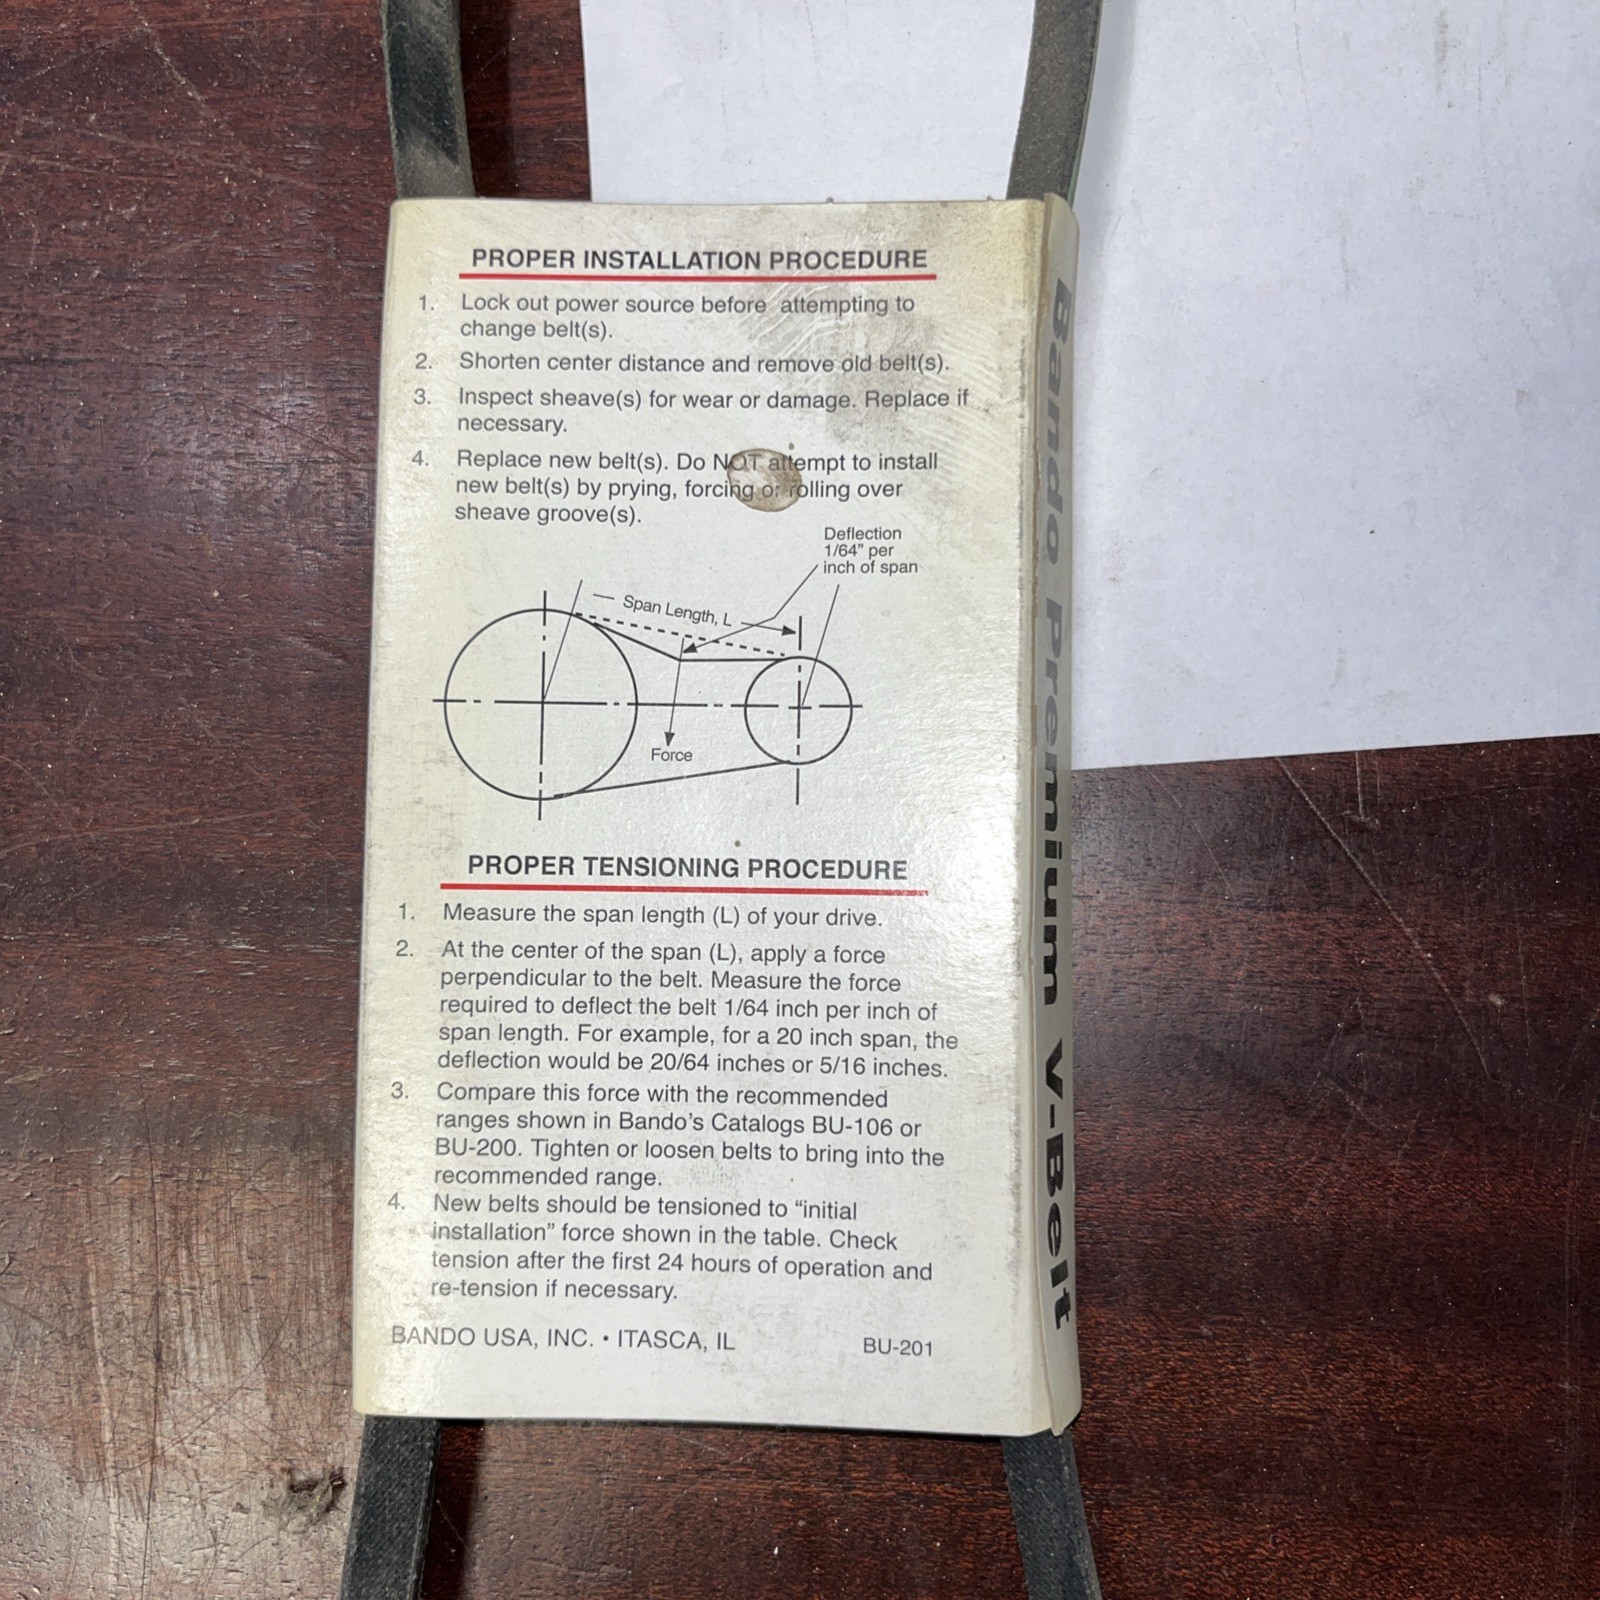 PROPER INSTALLATION PROCEDURE
1. Lock out power source before attempting to
change belt(s).
2. Shorten center distance and remove old belt(s).
3. Inspect sheave(s) for wear or damage. Replace if
necessary.
4. Replace new belt(s). Do NOT attempt to install
new belt(s) by prying, forcing or rolling over
sheave groove(s).
Deflection
1/64” per
inch of span
Span Length, L
Force
PROPER TENSIONING PROCEDURE
1. Measure the span length (L) of your drive.
2. At the center of the span (L), apply a force
perpendicular to the belt. Measure the force
required to deflect the belt 1/64 inch per inch of
span length. For example, for a 20 inch span, the
deflection would be 20/64 inches or 5/16 inches.
3. Compare this force with the recommended
ranges shown in Bando's Catalogs BU-106 or
BU-200. Tighten or loosen belts to bring into the
recommended range.
4. New belts should be tensioned to “initial
installation” force shown in the table. Check
tension after the first 24 hours of operation and
re-tension if necessary.
BANDO USA, INC. • ITASCA, IL BU-201
Bando Premium V-Belt